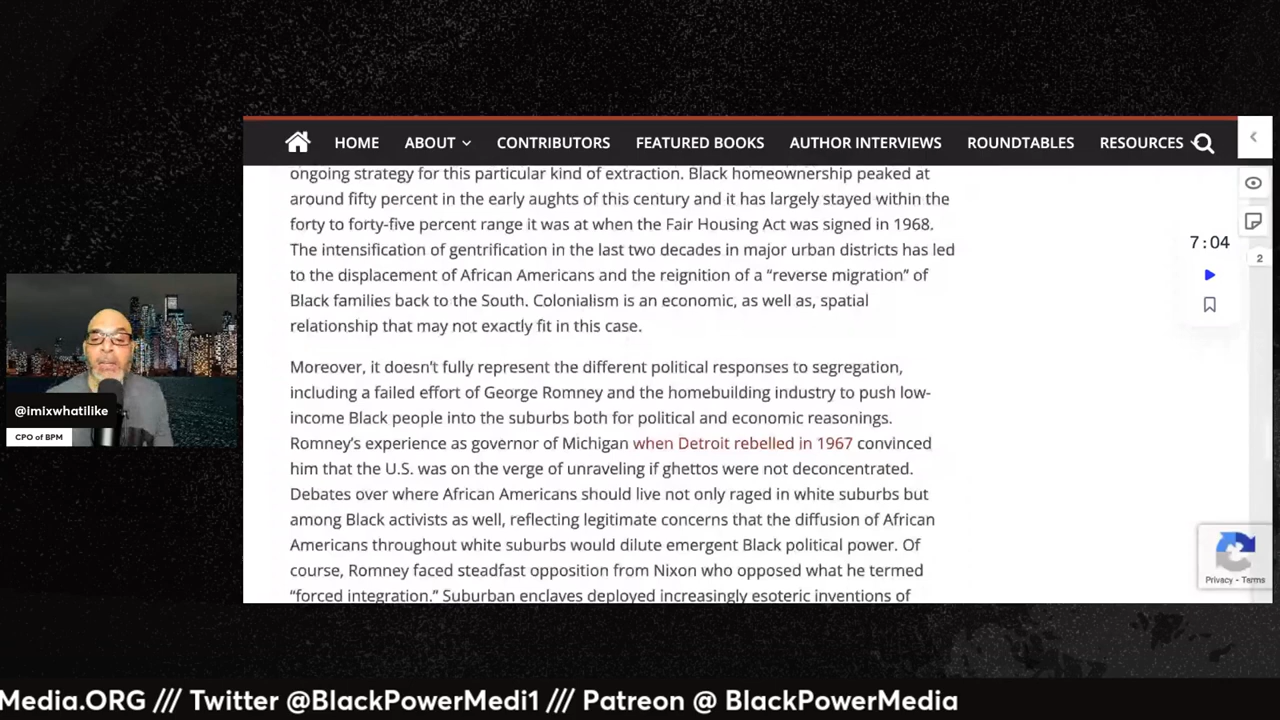 HOME ABOUT CONTRIBUTORS FEATURED BOOKS AUTHOR INTERVIEWS ROUNDTABLES RESOURCES
ongoing strategy for this particular kind of extraction. Black homeownership peaked at
around fifty percent in the early aughts of this century and it has largely stayed within the
forty to forty-five percent range it was at when the Fair Housing Act was signed in 1968.
The intensification of gentrification in the last two decades in major urban districts has led
to the displacement of African Americans and the reignition of a “reverse migration” of
Black families back to the South. Colonialism is an economic, as well as, spatial
relationship that may not exactly fit in this case.
Moreover, it doesn’t fully represent the different political responses to segregation,
including a failed effort of George Romney and the homebuilding industry to push low-
income Black people into the suburbs both for political and economic reasonings.
Romney’s experience as governor of Michigan when Detroit rebelled in 1967 convinced
him that the U.S. was on the verge of unraveling if ghettos were not deconcentrated.
Debates over where African Americans should live not only raged in white suburbs but
among Black activists as well, reflecting legitimate concerns that the diffusion of African
Americans throughout white suburbs would dilute emergent Black political power. Of
course, Romney faced steadfast opposition from Nixon who opposed what he termed
“forced integration.” Suburban enclaves deployed increasingly esoteric inventions of
7:04
2
Privacy - Terms
@imixwhatilike
CPO of BPM
Media.ORG /// Twitter @BlackPowerMedi1 /// Patreon @ BlackPowerMedia